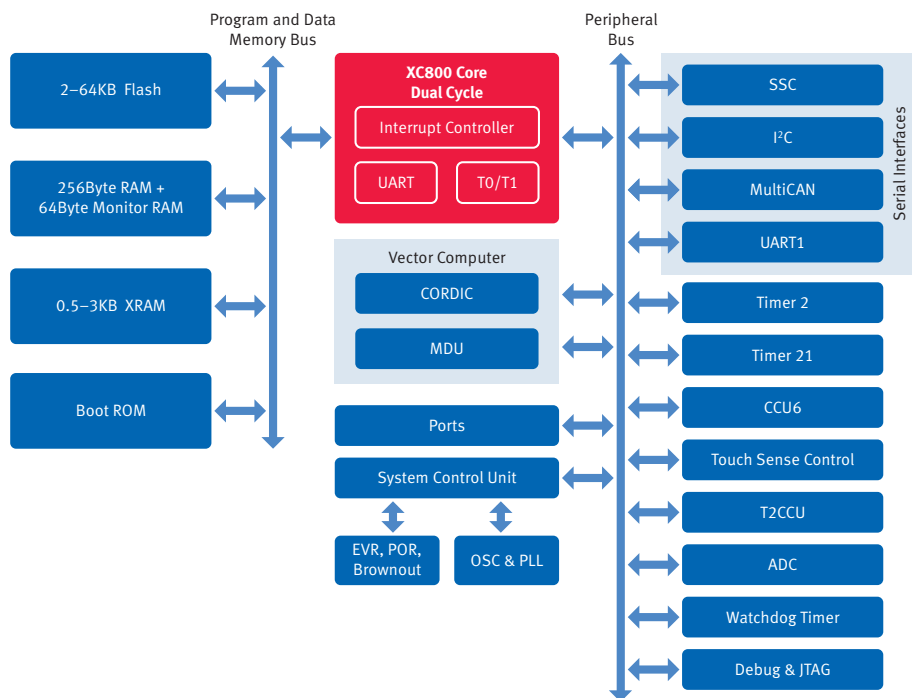 Program and Data
Memory Bus
Peripheral
Bus
2–64KB Flash
256Byte RAM +
64Byte Monitor RAM
0.5–3KB XRAM
Boot ROM
XC800 Core
Dual Cycle
Interrupt Controller
UART
T0/T1
Vector Computer
CORDIC
MDU
Ports
System Control Unit
EVR, POR,
Brownout
OSC & PLL
SSC
I²C
MultiCAN
UART1
Serial Interfaces
Timer 2
Timer 21
CCU6
Touch Sense Control
T2CCU
ADC
Watchdog Timer
Debug & JTAG